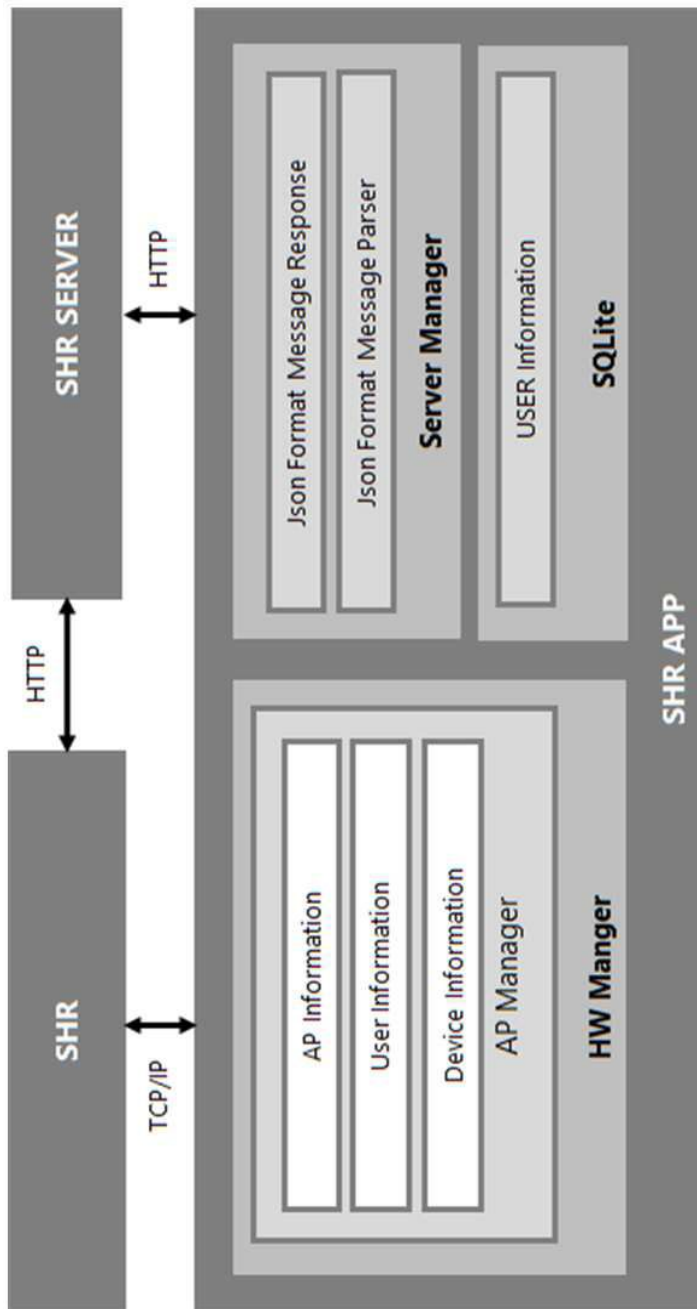 SHR
HTTP
SHR SERVER
TCP/IP
HTTP
AP Information
User Information
Device Information
AP Manager
HW Manger
Json Format Message Response
Json Format Message Parser
Server Manager
USER Information
SQLite
SHR APP